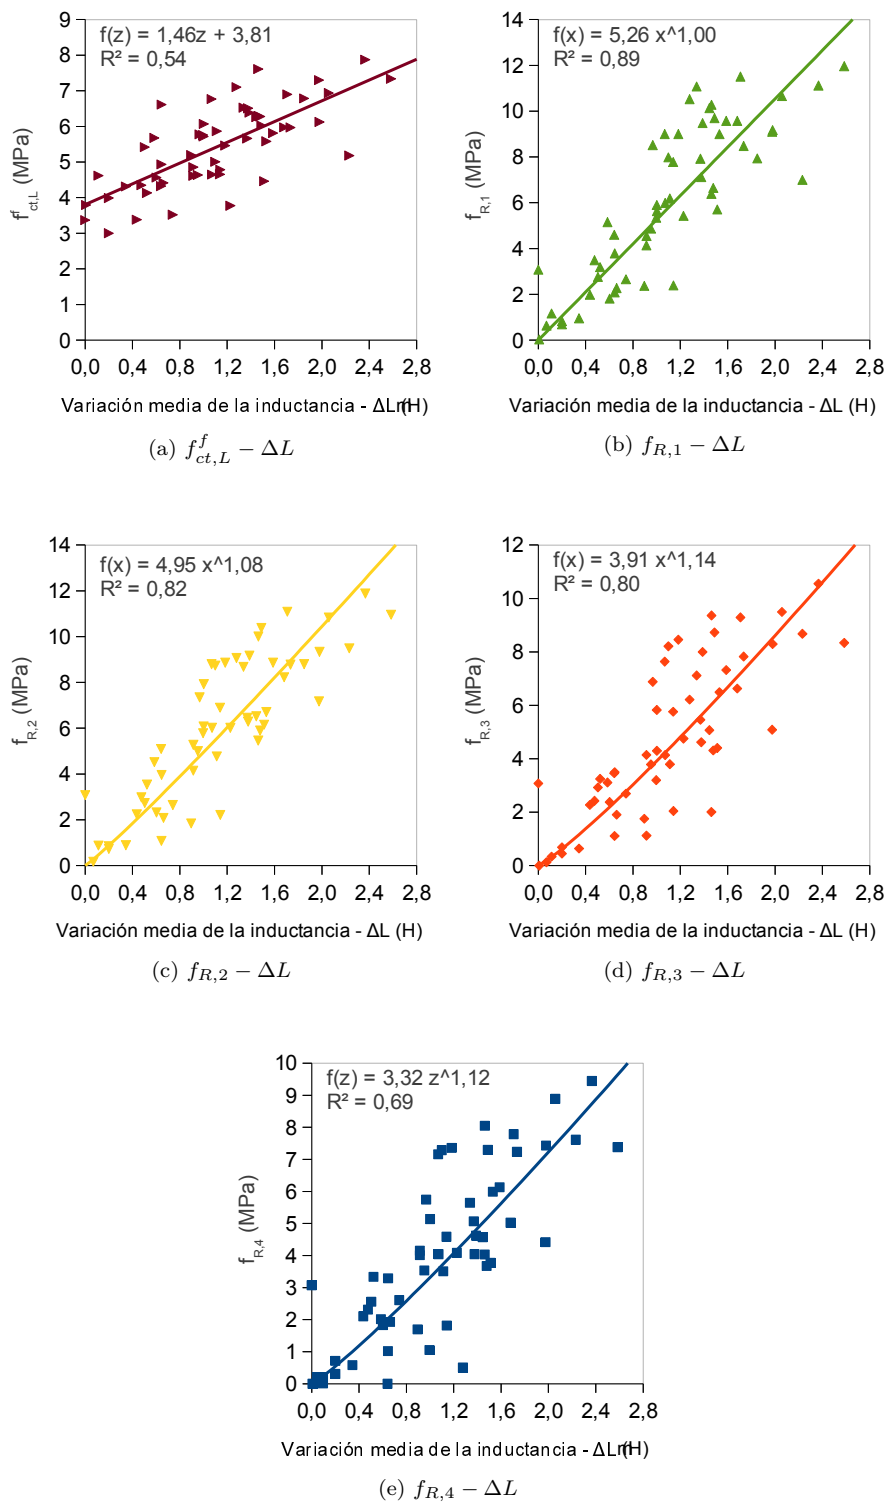 f(z) = 1,46z + 3,81
R² = 0,54
9
8
7
6
5
4
3
2
1
0
f^f_ct,L (MPa)
0,0 0,4 0,8 1,2 1,6 2,0 2,4 2,8
Variación media de la inductancia - ΔL (mH)
(a) f^f_ct,L − ΔL
f(x) = 5,26 x^1,00
R² = 0,89
14
12
10
8
6
4
2
0
f_R,1 (MPa)
0,0 0,4 0,8 1,2 1,6 2,0 2,4 2,8
Variación media de la inductancia - ΔL (H)
(b) f_R,1 − ΔL
f(x) = 4,95 x^1,08
R² = 0,82
14
12
10
8
6
4
2
0
f_R,2 (MPa)
0,0 0,4 0,8 1,2 1,6 2,0 2,4 2,8
Variación media de la inductancia - ΔL (H)
(c) f_R,2 − ΔL
f(x) = 3,91 x^1,14
R² = 0,80
12
10
8
6
4
2
0
f_R,3 (MPa)
0,0 0,4 0,8 1,2 1,6 2,0 2,4 2,8
Variación media de la inductancia - ΔL (H)
(d) f_R,3 − ΔL
f(z) = 3,32 z^1,12
R² = 0,69
10
9
8
7
6
5
4
3
2
1
0
f_R,4 (MPa)
0,0 0,4 0,8 1,2 1,6 2,0 2,4 2,8
Variación media de la inductancia - ΔL (mH)
(e) f_R,4 − ΔL